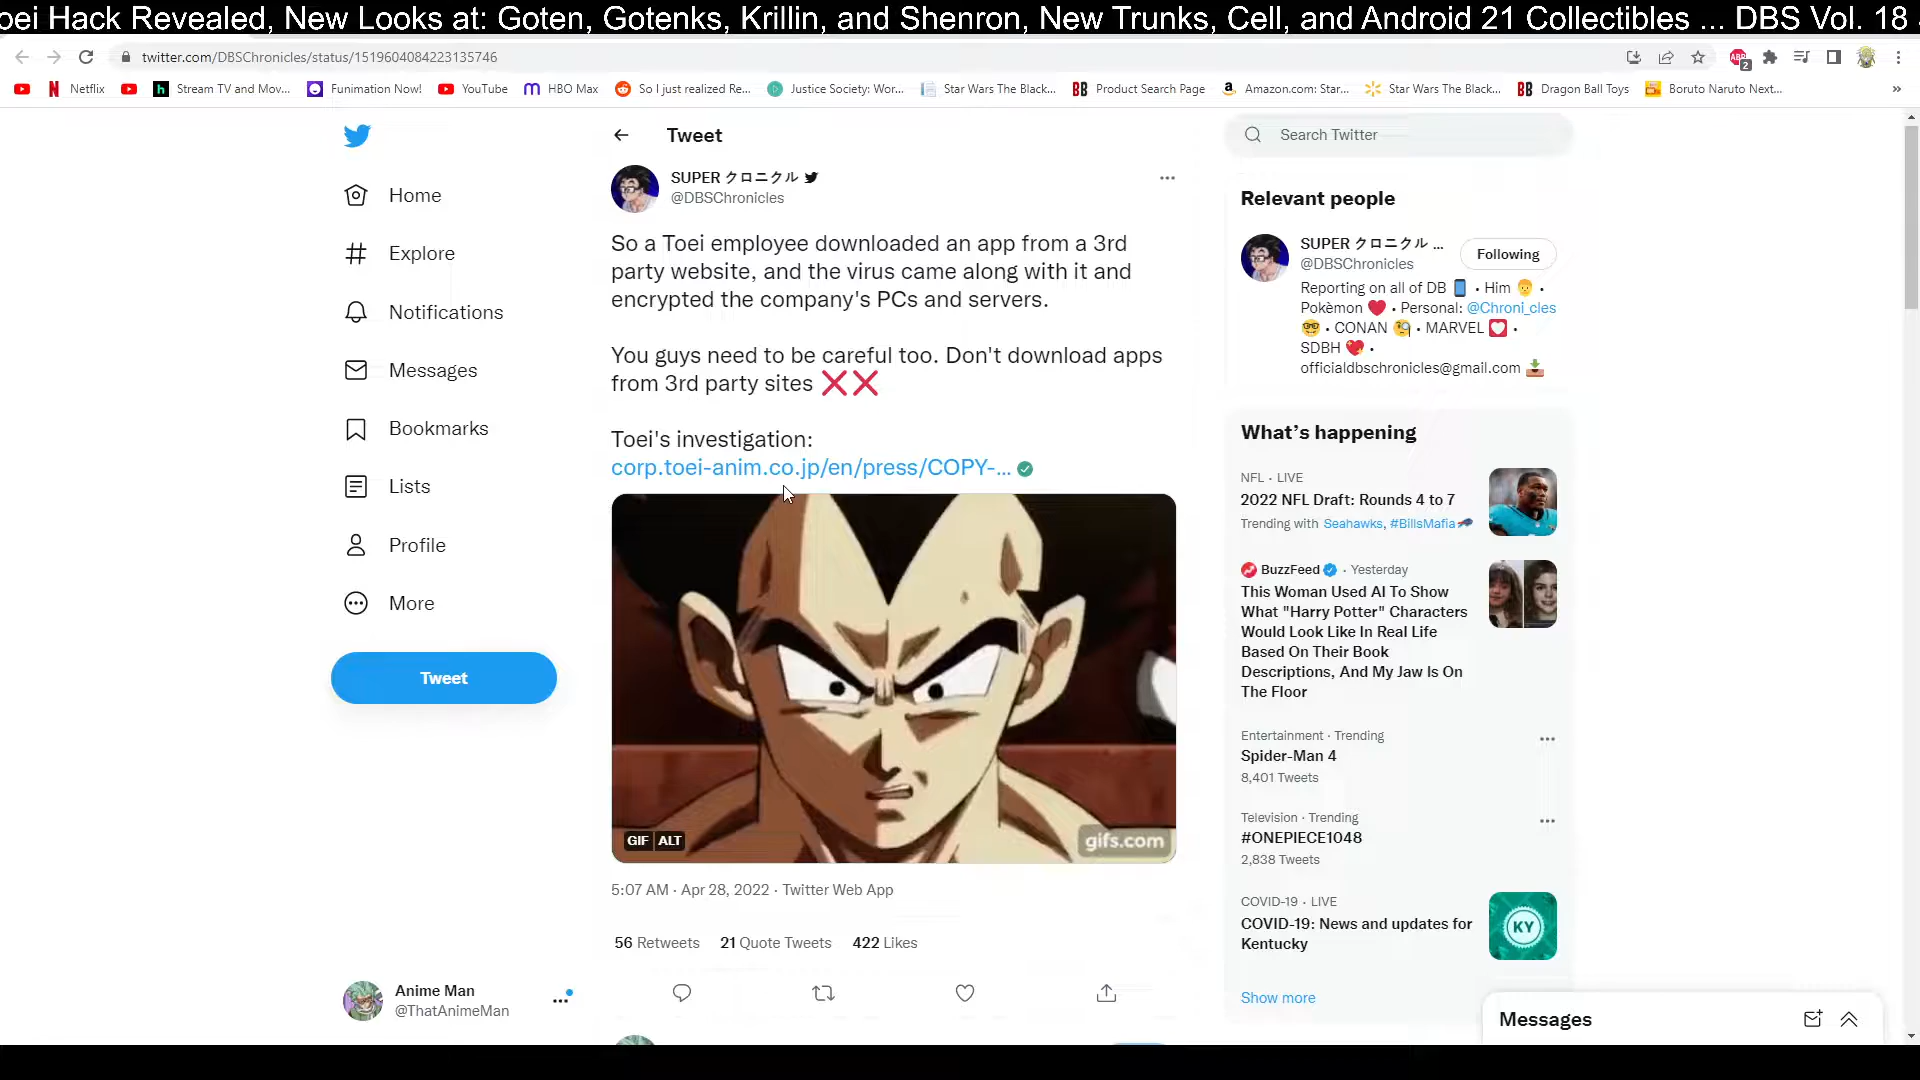 oei Hack Revealed, New Looks at: Goten, Gotenks, Krillin, and Shenron, New Trunks, Cell, and Android 21 Collectibles ... DBS Vol. 18
twitter.com/DBSChronicles/status/1519604084223135746
ABP
2
Netflix
Stream TV and Mov...
Funimation Now!
YouTube
HBO Max
So I just realized Re...
Justice Society: Wor...
Star Wars The Black...
BB Product Search Page
Amazon.com: Star...
Star Wars The Black...
BB Dragon Ball Toys
Boruto Naruto Next...
Home
Explore
Notifications
Messages
Bookmarks
Lists
Profile
More
Tweet
Anime Man
@ThatAnimeMan
Tweet
SUPER クロニクル
@DBSChronicles
So a Toei employee downloaded an app from a 3rd
party website, and the virus came along with it and
encrypted the company's PCs and servers.
You guys need to be careful too. Don't download apps
from 3rd party sites ❌❌
Toei's investigation:
corp.toei-anim.co.jp/en/press/COPY-...
GIF ALT
gifs.com
5:07 AM · Apr 28, 2022 · Twitter Web App
56 Retweets 21 Quote Tweets 422 Likes
Search Twitter
Relevant people
SUPER クロニクル ...
@DBSChronicles
Following
Reporting on all of DB 📱 • Him 👨 •
Pokèmon ❤️ • Personal: @Chroni_cles
🤓 • CONAN 🧐 • MARVEL 💟 •
SDBH 💖 •
officialdbschronicles@gmail.com 📥
What's happening
NFL · LIVE
2022 NFL Draft: Rounds 4 to 7
Trending with Seahawks, #BillsMafia
BuzzFeed · Yesterday
This Woman Used AI To Show
What "Harry Potter" Characters
Would Look Like In Real Life
Based On Their Book
Descriptions, And My Jaw Is On
The Floor
Entertainment · Trending
Spider-Man 4
8,401 Tweets
Television · Trending
#ONEPIECE1048
2,838 Tweets
COVID-19 · LIVE
COVID-19: News and updates for
Kentucky
KY
Show more
Messages